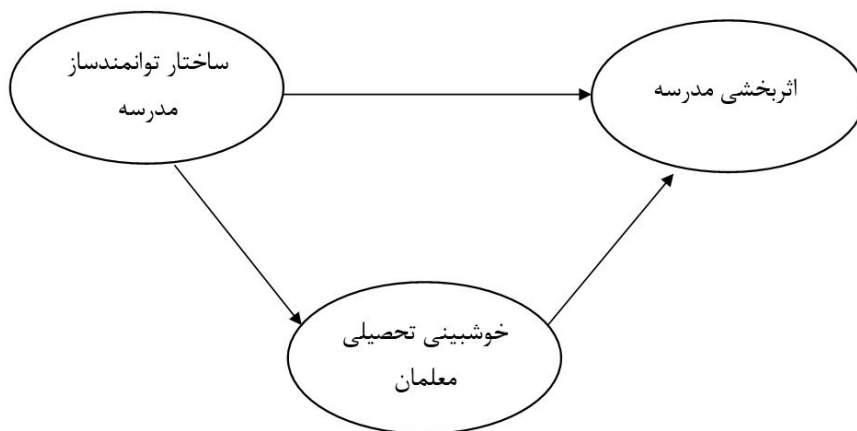 ساختار توانمندساز
مدرسه
اثربخشی مدرسه
خوشبینی تحصیلی
معلمان